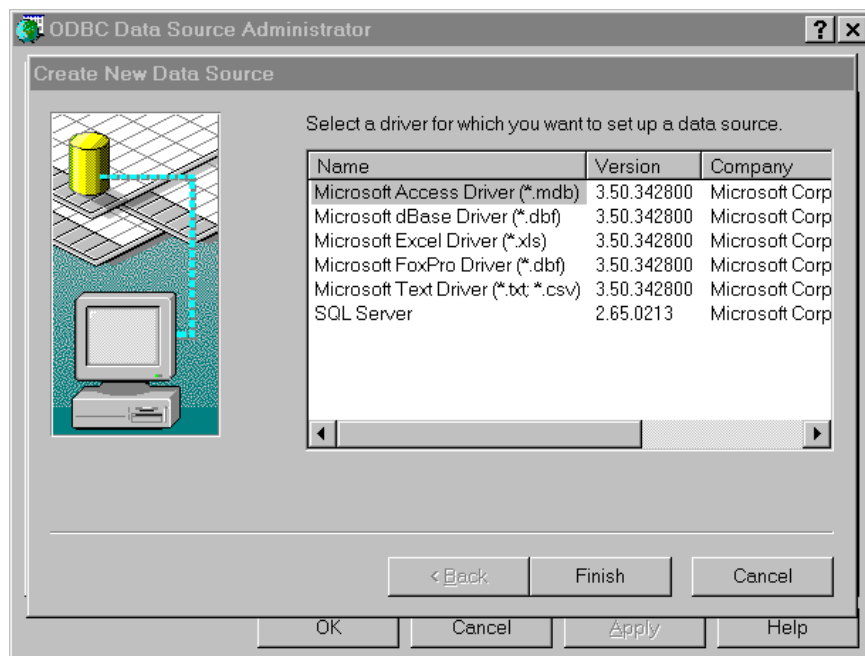 ODBC Data Source Administrator
Create New Data Source
Select a driver for which you want to set up a data source.
Name Version Company
Microsoft Access Driver (*.mdb) 3.50.342800 Microsoft Corp
Microsoft dBase Driver (*.dbf) 3.50.342800 Microsoft Corp
Microsoft Excel Driver (*.xls) 3.50.342800 Microsoft Corp
Microsoft FoxPro Driver (*.dbf) 3.50.342800 Microsoft Corp
Microsoft Text Driver (*.txt; *.csv) 3.50.342800 Microsoft Corp
SQL Server 2.65.0213 Microsoft Corp
< Back Finish Cancel
OK Cancel Apply Help